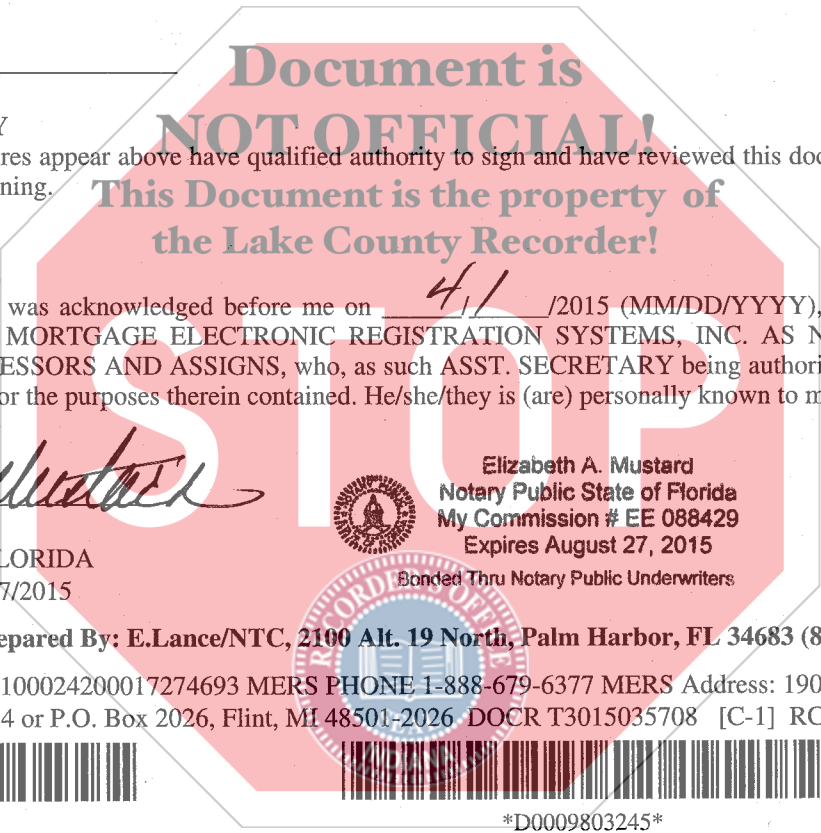 Document is
NOT OFFICIAL!
Y
res appear above have qualified authority to sign and have reviewed this doc
ning.
This Document is the property of
the Lake County Recorder!
was acknowledged before me on 4/1/2015 (MM/DD/YYYY),
MORTGAGE ELECTRONIC REGISTRATION SYSTEMS, INC. AS N
ESSORS AND ASSIGNS, who, as such ASST. SECRETARY being authori
or the purposes therein contained. He/she/they is (are) personally known to m
STOP
Mustard
Elizabeth A. Mustard
Notary Public State of Florida
My Commission # EE 088429
Expires August 27, 2015
Bonded Thru Notary Public Underwriters
LORIDA
7/2015
RECORDER'S OFFICE
INDIANA
epared By: E.Lance/NTC, 2100 Alt. 19 North, Palm Harbor, FL 34683 (8
100024200017274693 MERS PHONE 1-888-679-6377 MERS Address: 190
4 or P.O. Box 2026, Flint, MI 48501-2026 DOCR T3015035708 [C-1] RC
*D0009803245*